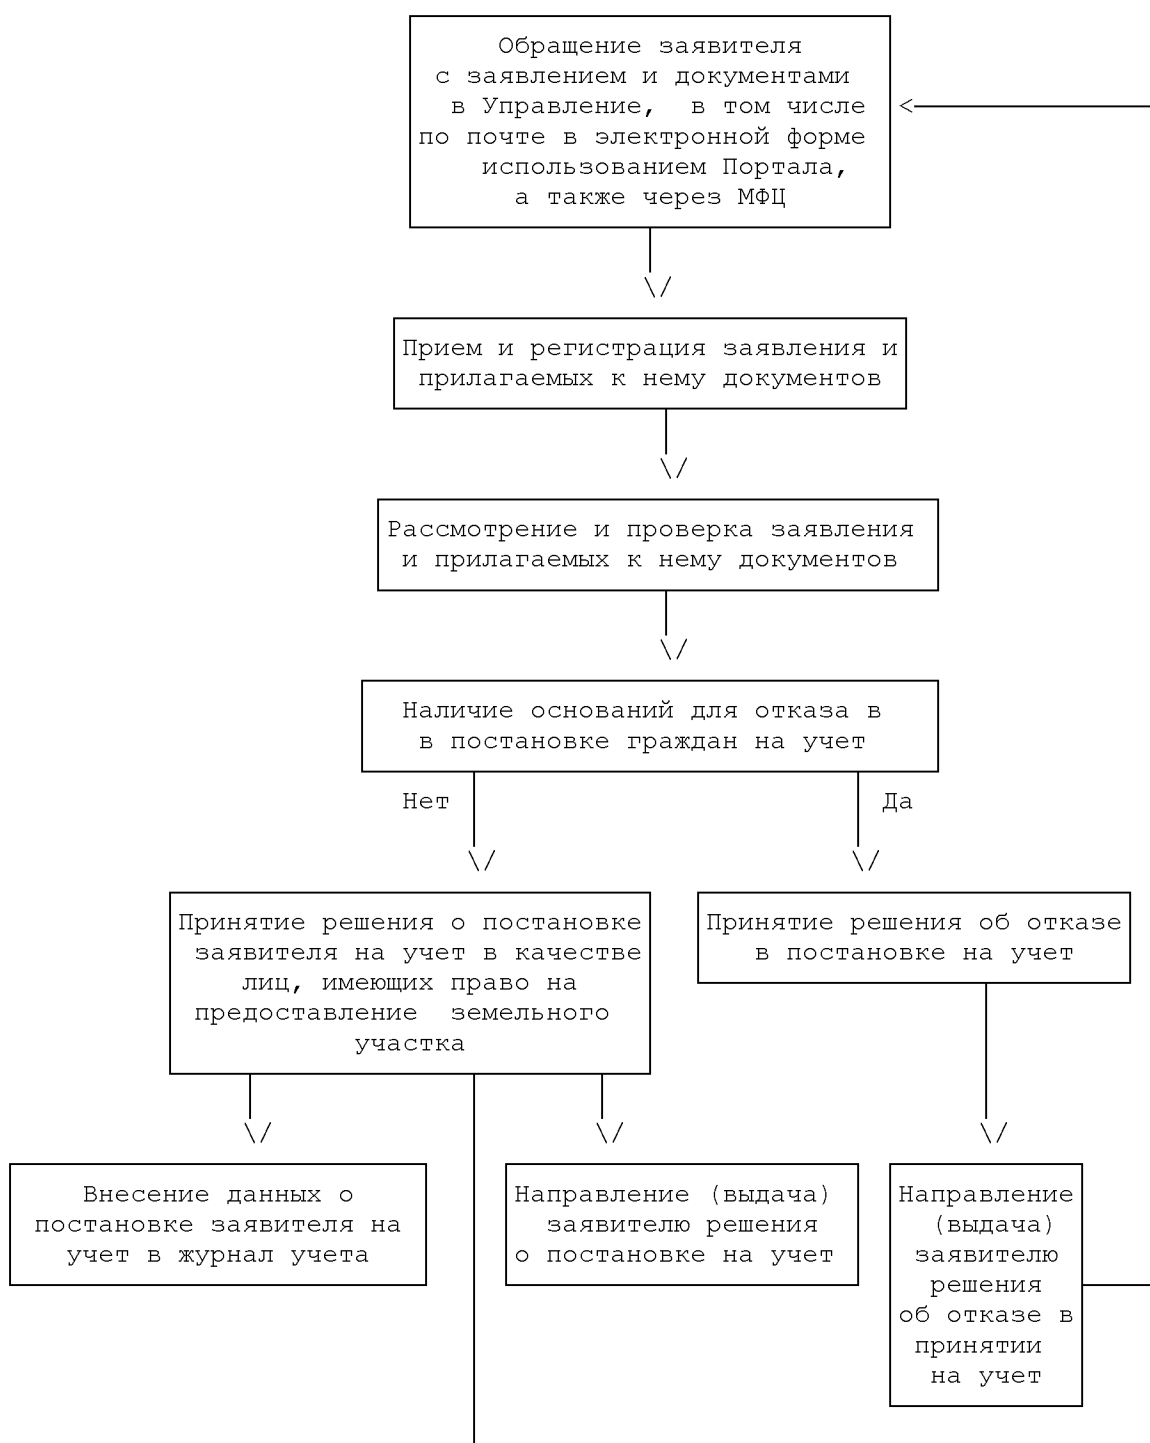 Обращение заявителя
с заявлением и документами
в Управление, в том числе
по почте в электронной форме
использованием Портала,
а также через МФЦ
<
\/
Прием и регистрация заявления и
прилагаемых к нему документов
\/
Рассмотрение и проверка заявления
и прилагаемых к нему документов
\/
Наличие оснований для отказа в
в постановке граждан на учет
Нет
Да
\/
\/
Принятие решения о постановке
заявителя на учет в качестве
лиц, имеющих право на
предоставление земельного
участка
Принятие решения об отказе
в постановке на учет
\/
\/
\/
Внесение данных о
постановке заявителя на
учет в журнал учета
Направление (выдача)
заявителю решения
о постановке на учет
Направление
(выдача)
заявителю
решения
об отказе в
принятии
на учет